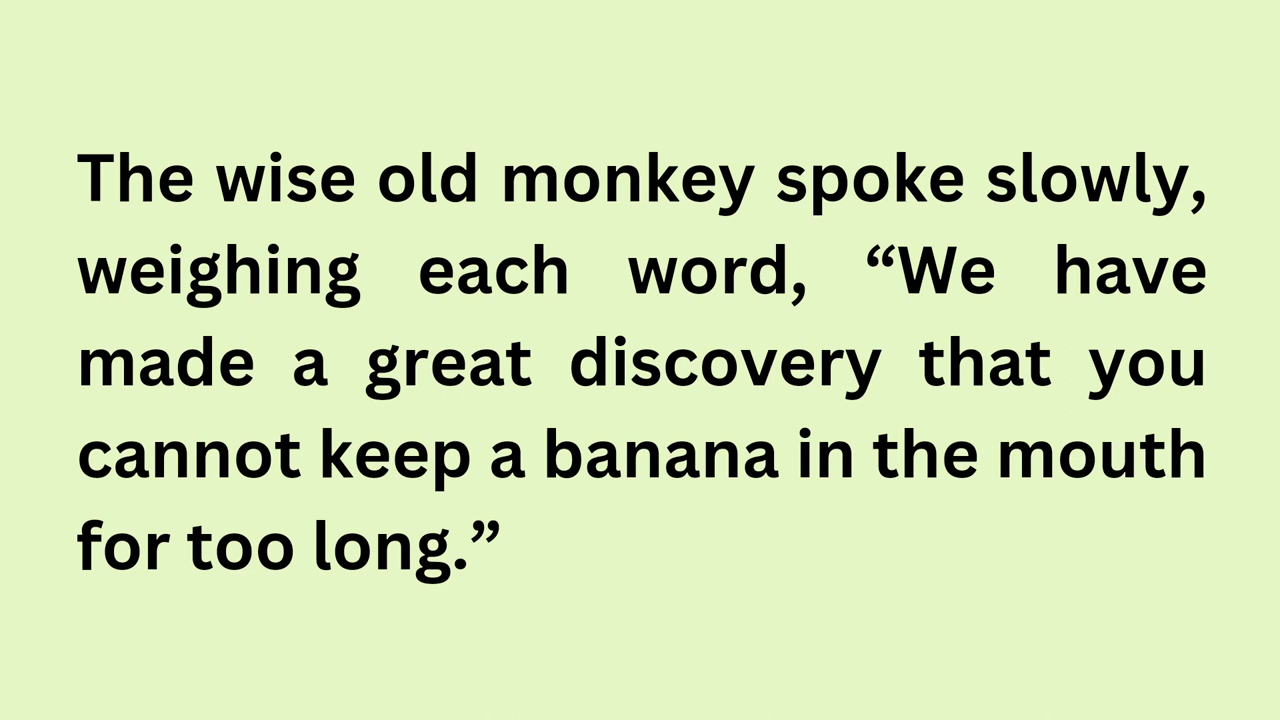 The wise old monkey spoke slowly,
weighing each word, “We have
made a great discovery that you
cannot keep a banana in the mouth
for too long.”